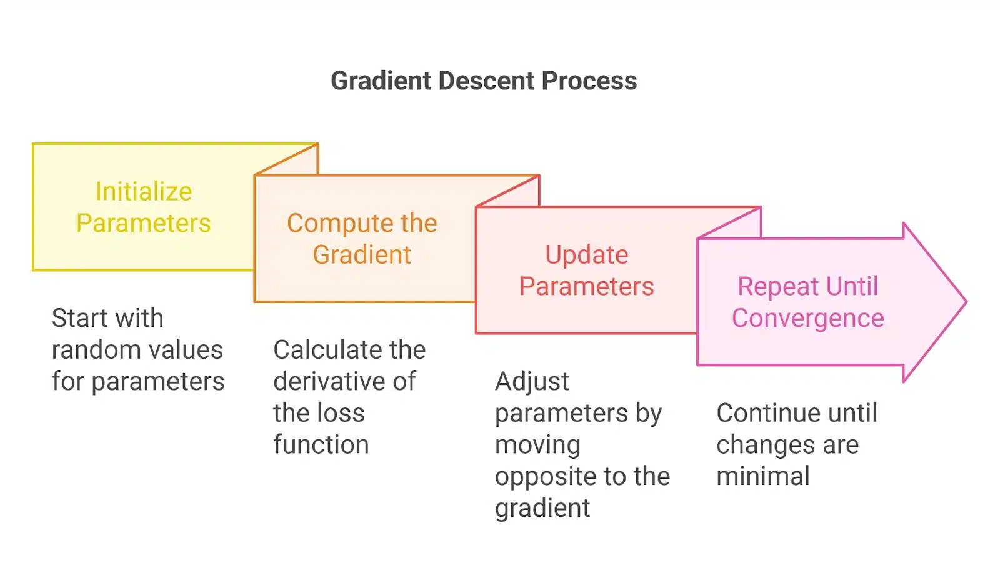 Gradient Descent Process
Initialize
Parameters
Start with
random values
for parameters
Compute the
Gradient
Calculate the
derivative of
the loss
function
Update
Parameters
Adjust
parameters by
moving
opposite to the
gradient
Repeat Until
Convergence
Continue until
changes are
minimal